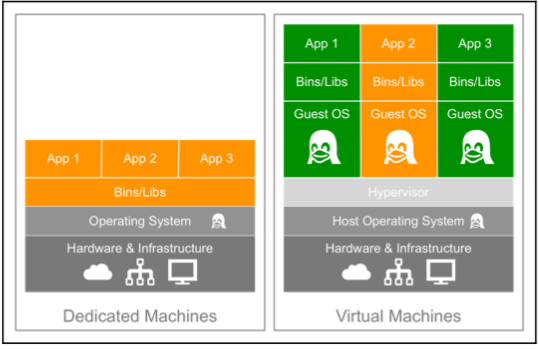 App 1 App 2 App 3
Bins/Libs
Operating System
Hardware & Infrastructure
Dedicated Machines
App 1 App 2 App 3
Bins/Libs Bins/Libs Bins/Libs
Guest OS Guest OS Guest OS
Hypervisor
Host Operating System
Hardware & Infrastructure
Virtual Machines